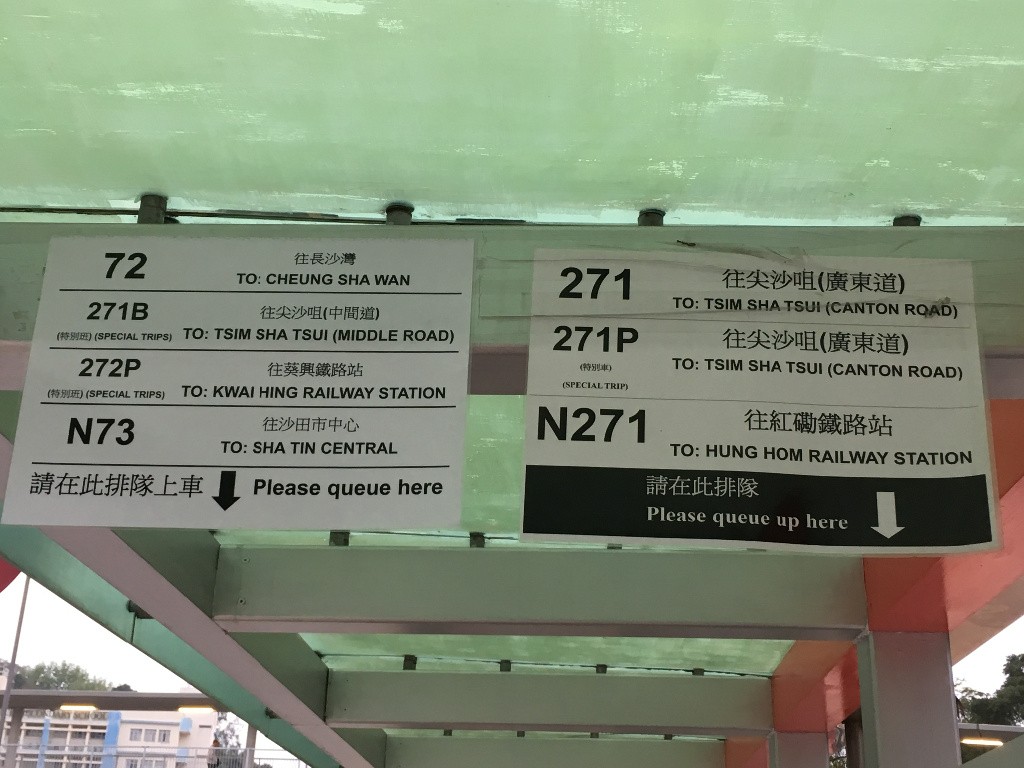 72
往長沙灣
TO: CHEUNG SHA WAN
271B
往尖沙咀(中間道)
(特別班) (SPECIAL TRIPS)
TO: TSIM SHA TSUI (MIDDLE ROAD)
272P
往葵興鐵路站
(特別班) (SPECIAL TRIPS)
TO: KWAI HING RAILWAY STATION
N73
往沙田市中心
TO: SHA TIN CENTRAL
請在此排隊上車
Please queue here
271
往尖沙咀(廣東道)
TO: TSIM SHA TSUI (CANTON ROAD)
271P
往尖沙咀(廣東道)
(特別車)
(SPECIAL TRIP)
TO: TSIM SHA TSUI (CANTON ROAD)
N271
往紅磡鐵路站
TO: HUNG HOM RAILWAY STATION
請在此排隊
Please queue up here